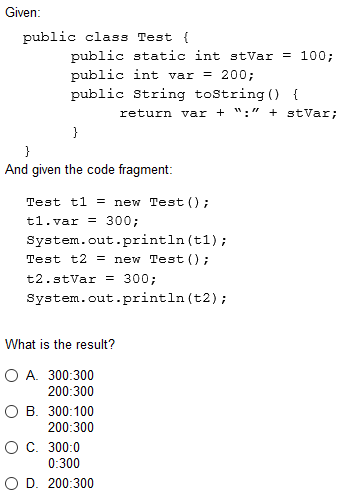 Given:
public class Test {
public static int stVar = 100;
public int var = 200;
public String toString() {
return var + “:” + stVar;
}
}
And given the code fragment:
Test t1 = new Test();
t1.var = 300;
System.out.println(t1);
Test t2 = new Test();
t2.stVar = 300;
System.out.println(t2);
What is the result?
A. 300:300
200:300
B. 300:100
200:300
C. 300:0
0:300
D. 200:300